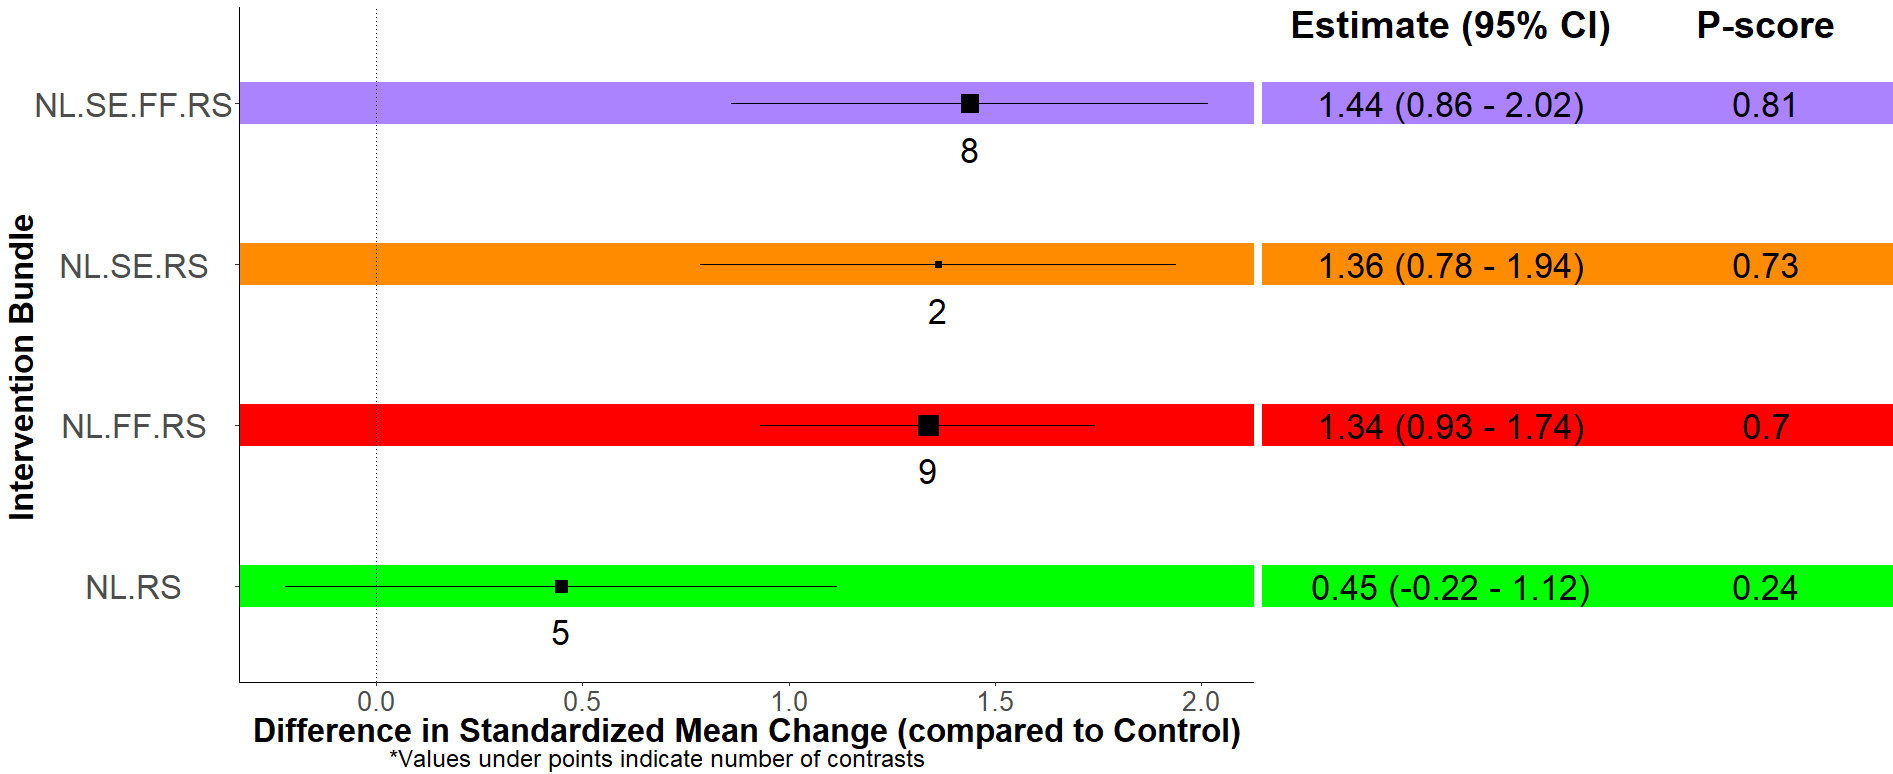 Estimate (95% CI) P-score
NL.SE.FF.RS 1.44 (0.86 - 2.02) 0.81
8
NL.SE.RS 1.36 (0.78 - 1.94) 0.73
2
NL.FF.RS 1.34 (0.93 - 1.74) 0.7
9
NL.RS 0.45 (-0.22 - 1.12) 0.24
5
Intervention Bundle
0.0 0.5 1.0 1.5 2.0
Difference in Standardized Mean Change (compared to Control)
*Values under points indicate number of contrasts